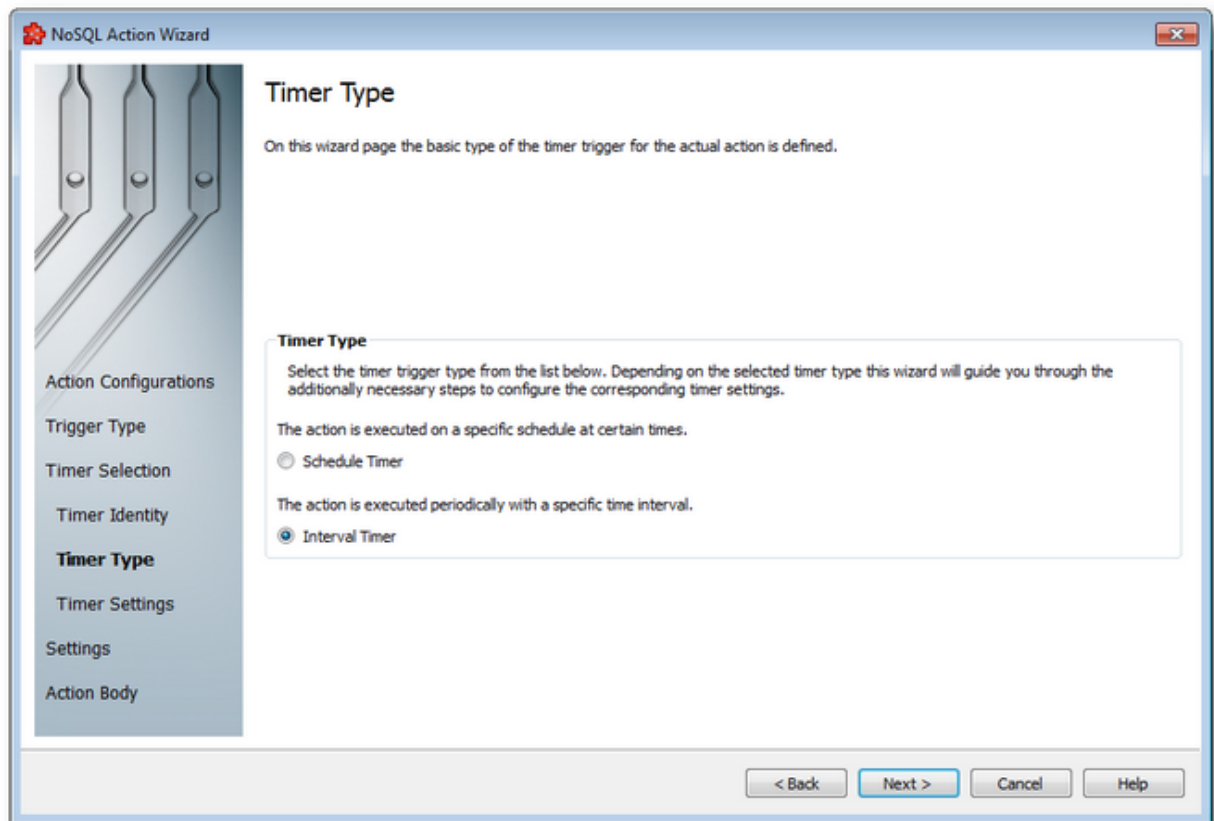 NoSQL Action Wizard
Timer Type
On this wizard page the basic type of the timer trigger for the actual action is defined.
Timer Type
Select the timer trigger type from the list below. Depending on the selected timer type this wizard will guide you through the
additionally necessary steps to configure the corresponding timer settings.
The action is executed on a specific schedule at certain times.
Schedule Timer
The action is executed periodically with a specific time interval.
Interval Timer
Action Configurations
Trigger Type
Timer Selection
Timer Identity
Timer Type
Timer Settings
Settings
Action Body
< Back
Next >
Cancel
Help